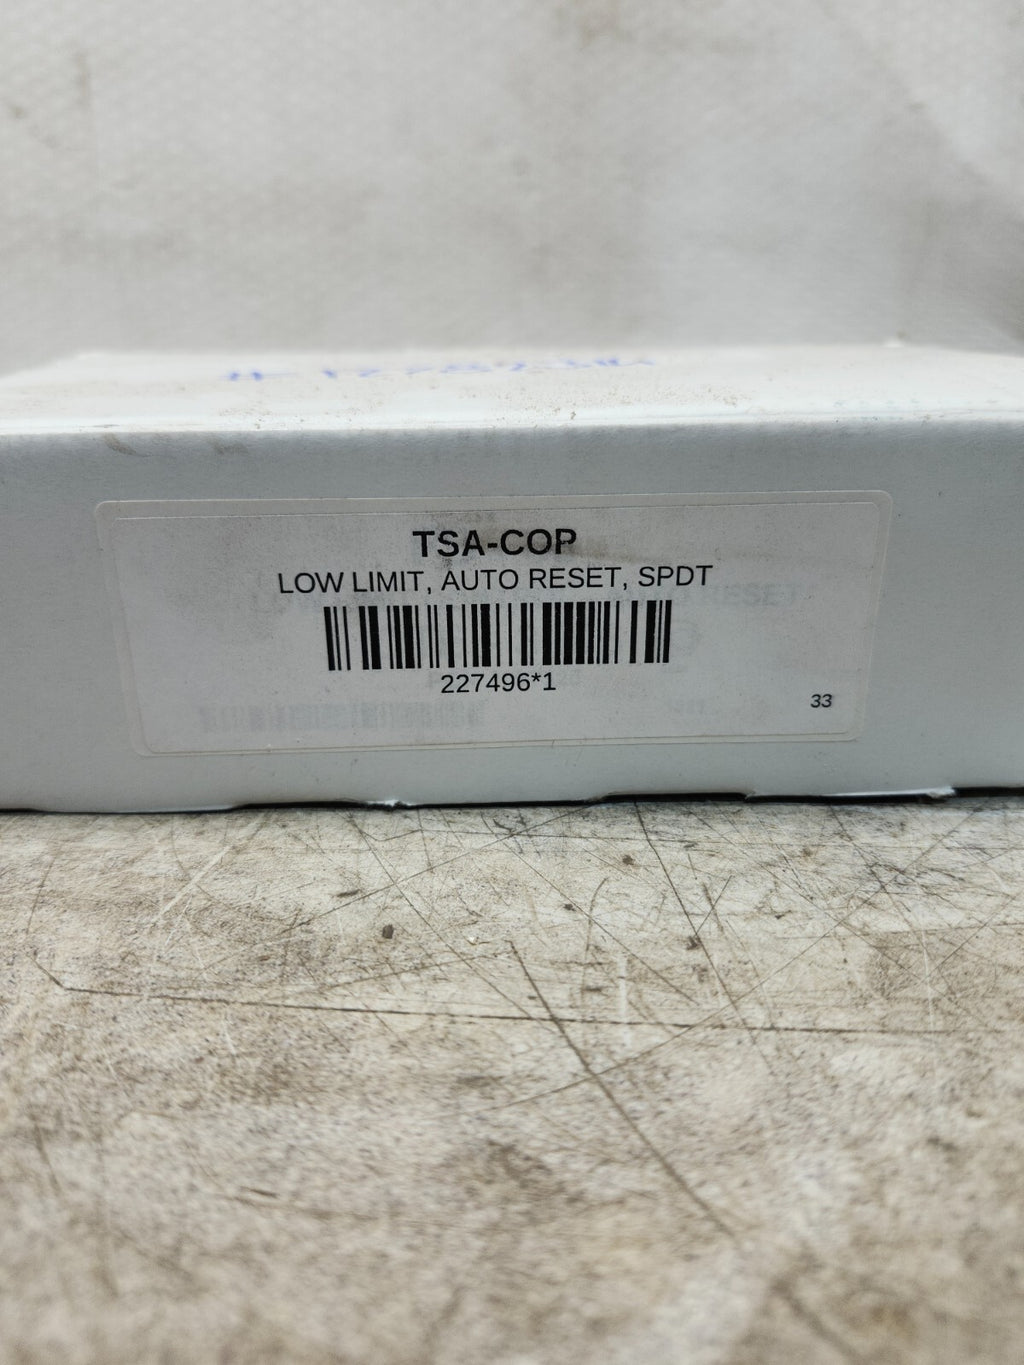 TSA-COP
LOW LIMIT, AUTO RESET, SPDT
227496*1
33